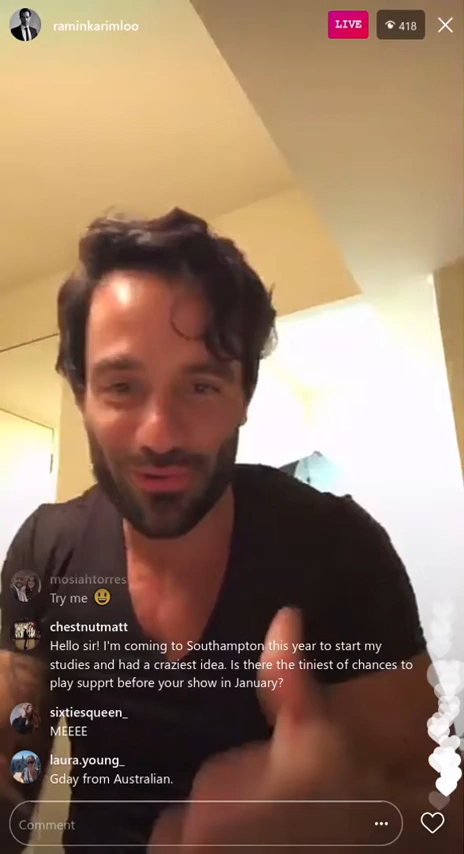 raminkarimloo
LIVE
418
mosiahtorres
Try me
chestnutmatt
Hello sir! I'm coming to Southampton this year to start my
studies and had a craziest idea. Is there the tiniest of chances to
play supprt before your show in January?
sixtiesqueen_
MEEEE
laura.young_
Gday from Australian.
Comment